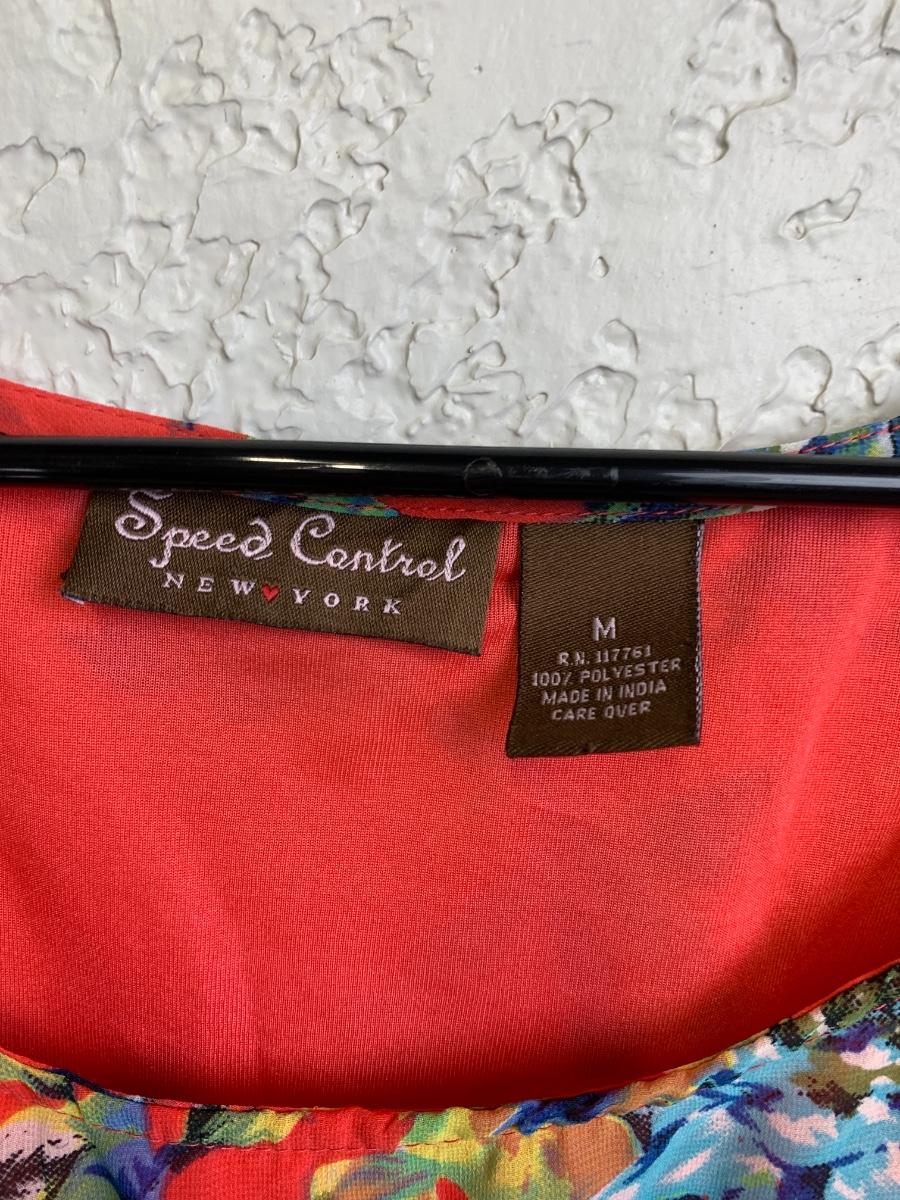 Speed Control
NEW♥YORK
M
R.N. 117761
100% POLYESTER
MADE IN INDIA
CARE OVER